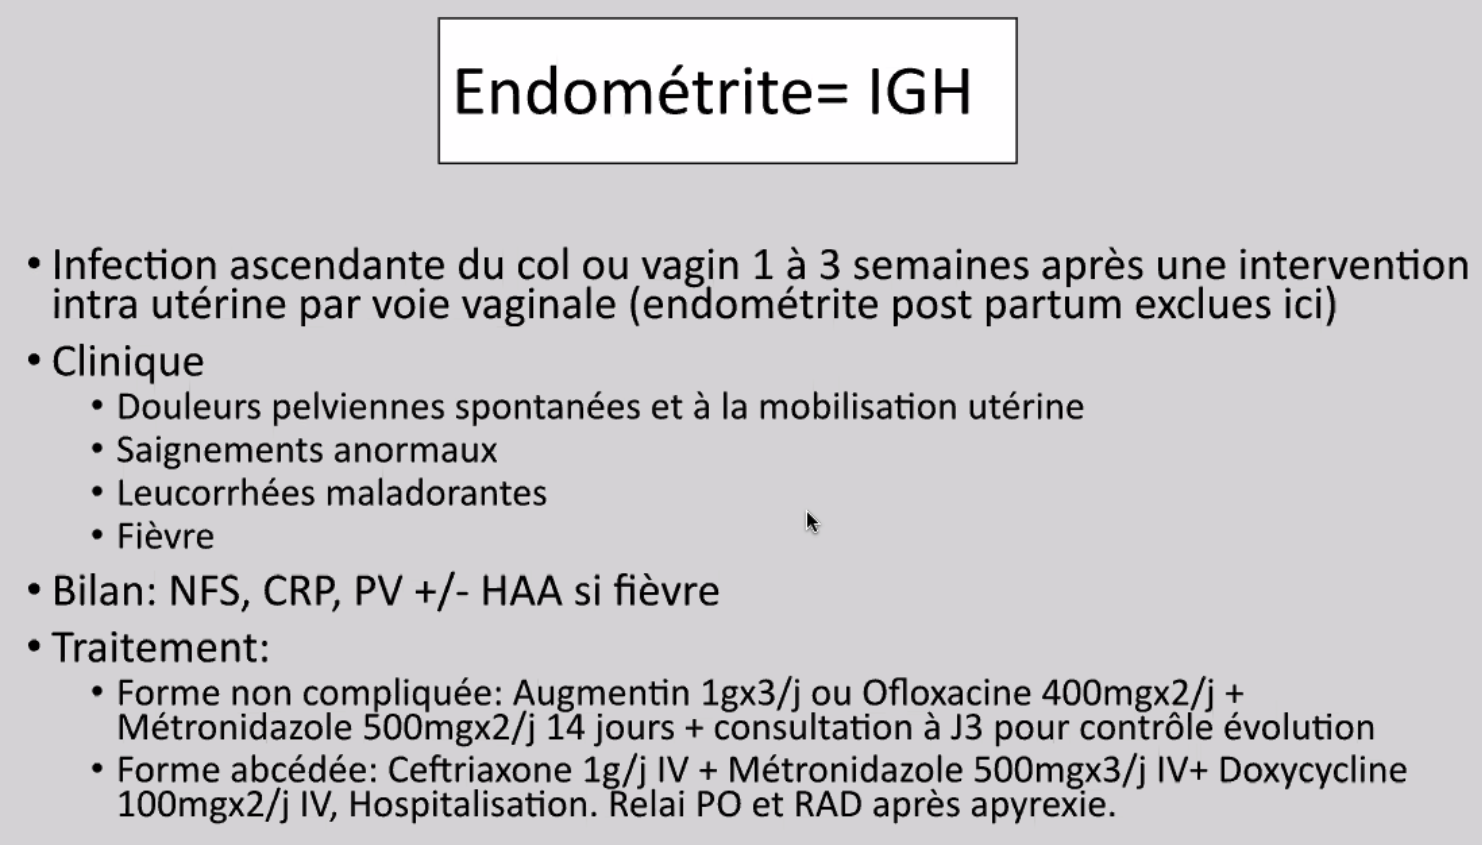 Endométrite= IGH
• Infection ascendante du col ou vagin 1 à 3 semaines après une intervention
intra utérine par voie vaginale (endométrite post partum exclues ici)
• Clinique
• Douleurs pelviennes spontanées et à la mobilisation utérine
• Saignements anormaux
• Leucorrhées maladorantes
• Fièvre
• Bilan: NFS, CRP, PV +/- HAA si fièvre
• Traitement:
• Forme non compliquée: Augmentin 1gx3/j ou Ofloxacine 400mgx2/j +
Métronidazole 500mgx2/j 14 jours + consultation à J3 pour contrôle évolution
• Forme abcédée: Ceftriaxone 1g/j IV + Métronidazole 500mgx3/j IV+ Doxycycline
100mgx2/j IV, Hospitalisation. Relai PO et RAD après apyrexie.